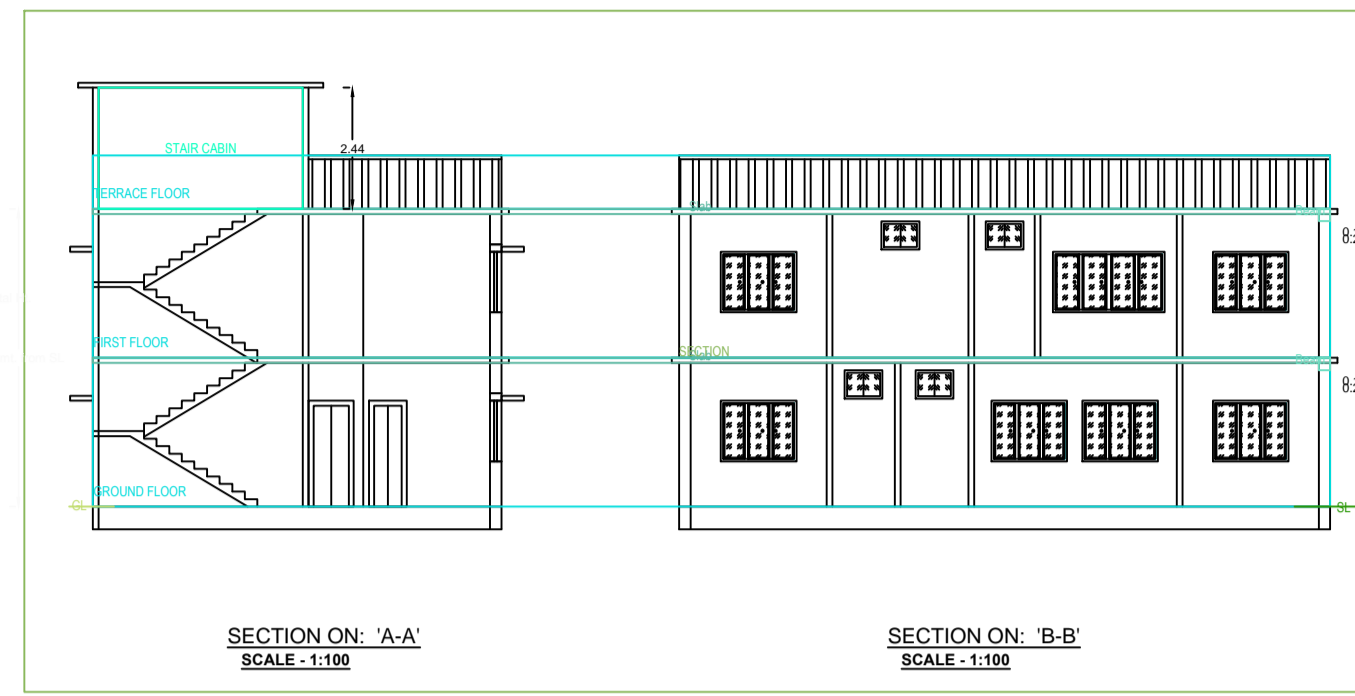 STAIR CABIN
2.44
TERRACE FLOOR
Slab
FIRST FLOOR
SECTION
GROUND FLOOR
GL
SL
SECTION ON: 'A-A'
SCALE - 1:100
SECTION ON: 'B-B'
SCALE - 1:100